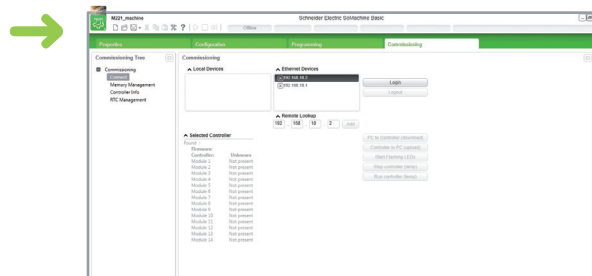 M221_machine
Schneider Electric SoMachine Basic
Offline
Properties
Configuration
Programming
Commissioning
Commissioning Tree
Commissioning
Connect
Memory Management
Controller Info
RTC Management
Commissioning
Local Devices
Ethernet Devices
192.168.10.2
192.168.10.1
Login
Logout
Remote Lookup
192 . 168 . 10 . 2
Add
Selected Controller
PC to Controller (download)
Controller to PC (upload)
Start Flashing LEDs
Stop controller (temp)
Run controller (temp)
Firmware:
Controller: Unknown
Module 1 Not present
Module 2 Not present
Module 3 Not present
Module 4 Not present
Module 5 Not present
Module 6 Not present
Module 7 Not present
Module 8 Not present
Module 9 Not present
Module 10 Not present
Module 11 Not present
Module 12 Not present
Module 13 Not present
Module 14 Not present